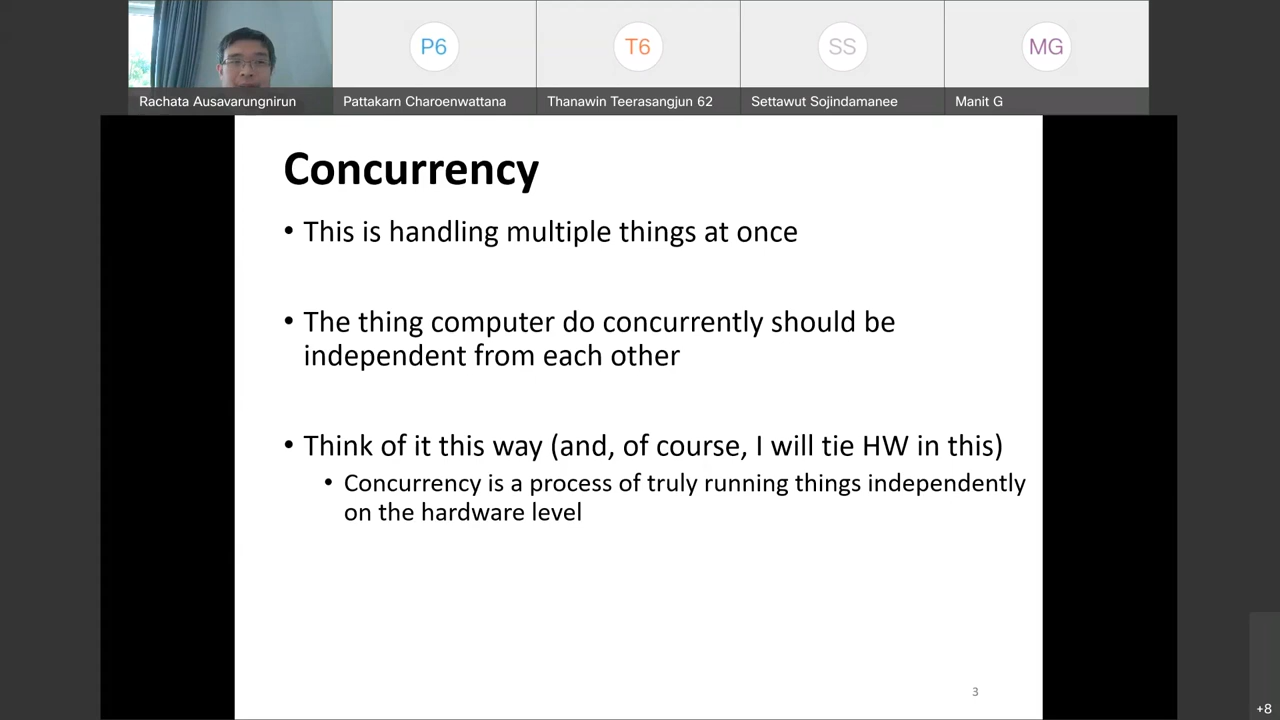 P6
T6
SS
MG
Rachata Ausavarungnirun
Pattakarn Charoenwattana
Thanawin Teerasangjun 62
Settawut Sojindamanee
Manit G
Concurrency
• This is handling multiple things at once
• The thing computer do concurrently should be
independent from each other
• Think of it this way (and, of course, I will tie HW in this)
• Concurrency is a process of truly running things independently
on the hardware level
3
+8